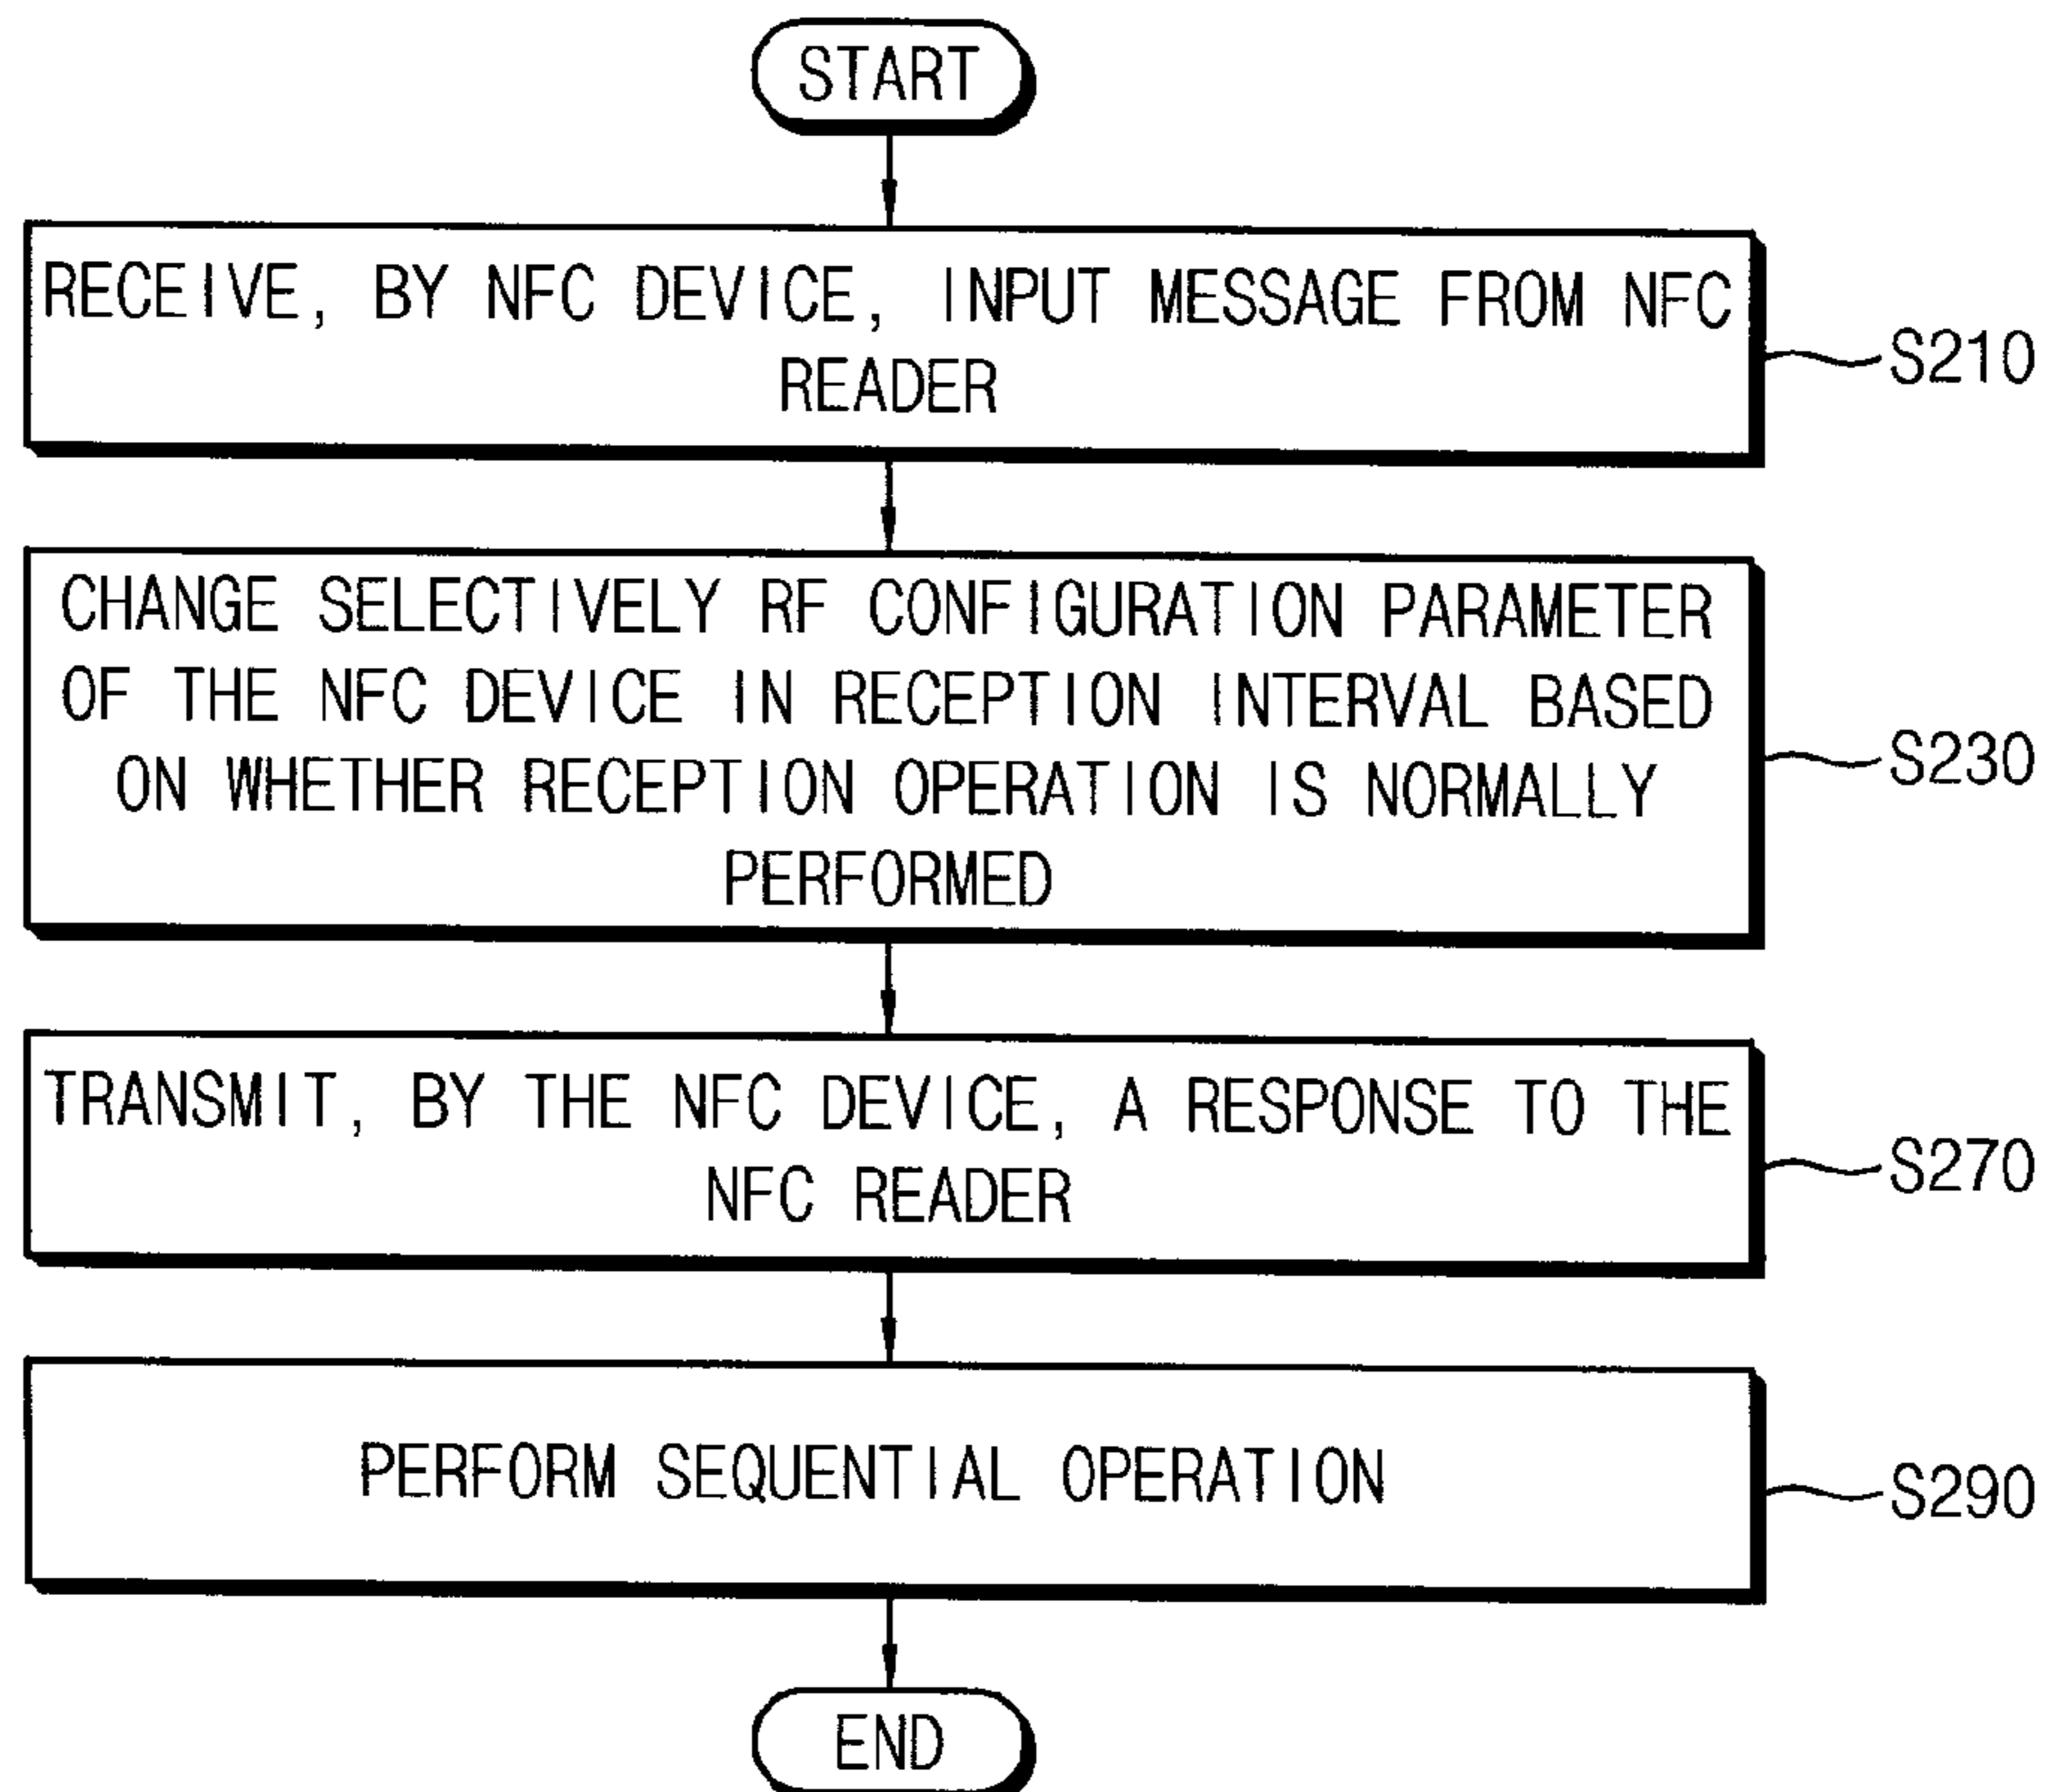 START
RECEIVE, BY NFC DEVICE, INPUT MESSAGE FROM NFC
READER
S210
CHANGE SELECTIVELY RF CONFIGURATION PARAMETER
OF THE NFC DEVICE IN RECEPTION INTERVAL BASED
ON WHETHER RECEPTION OPERATION IS NORMALLY
PERFORMED
S230
TRANSMIT, BY THE NFC DEVICE, A RESPONSE TO THE
NFC READER
S270
PERFORM SEQUENTIAL OPERATION
S290
END